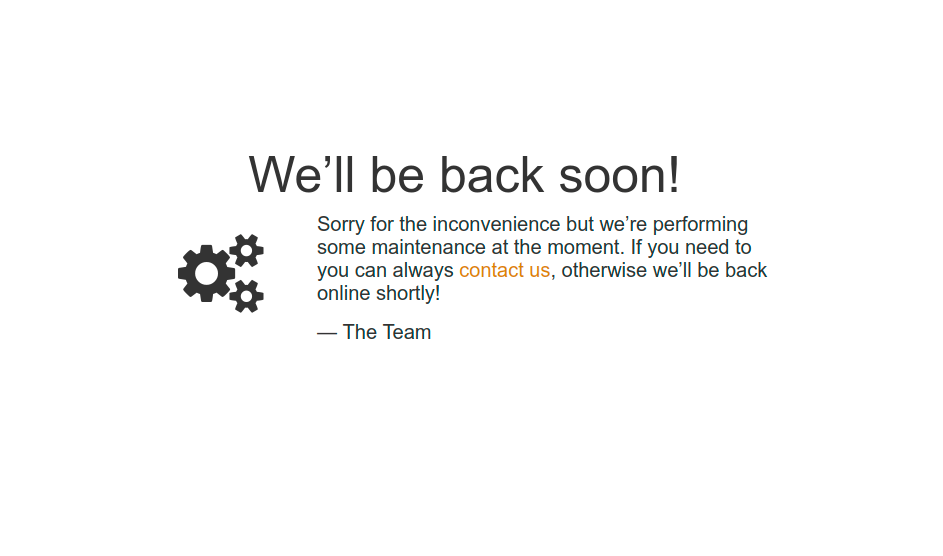 We’ll be back soon!
Sorry for the inconvenience but we’re performing
some maintenance at the moment. If you need to
you can always contact us, otherwise we’ll be back
online shortly!
— The Team